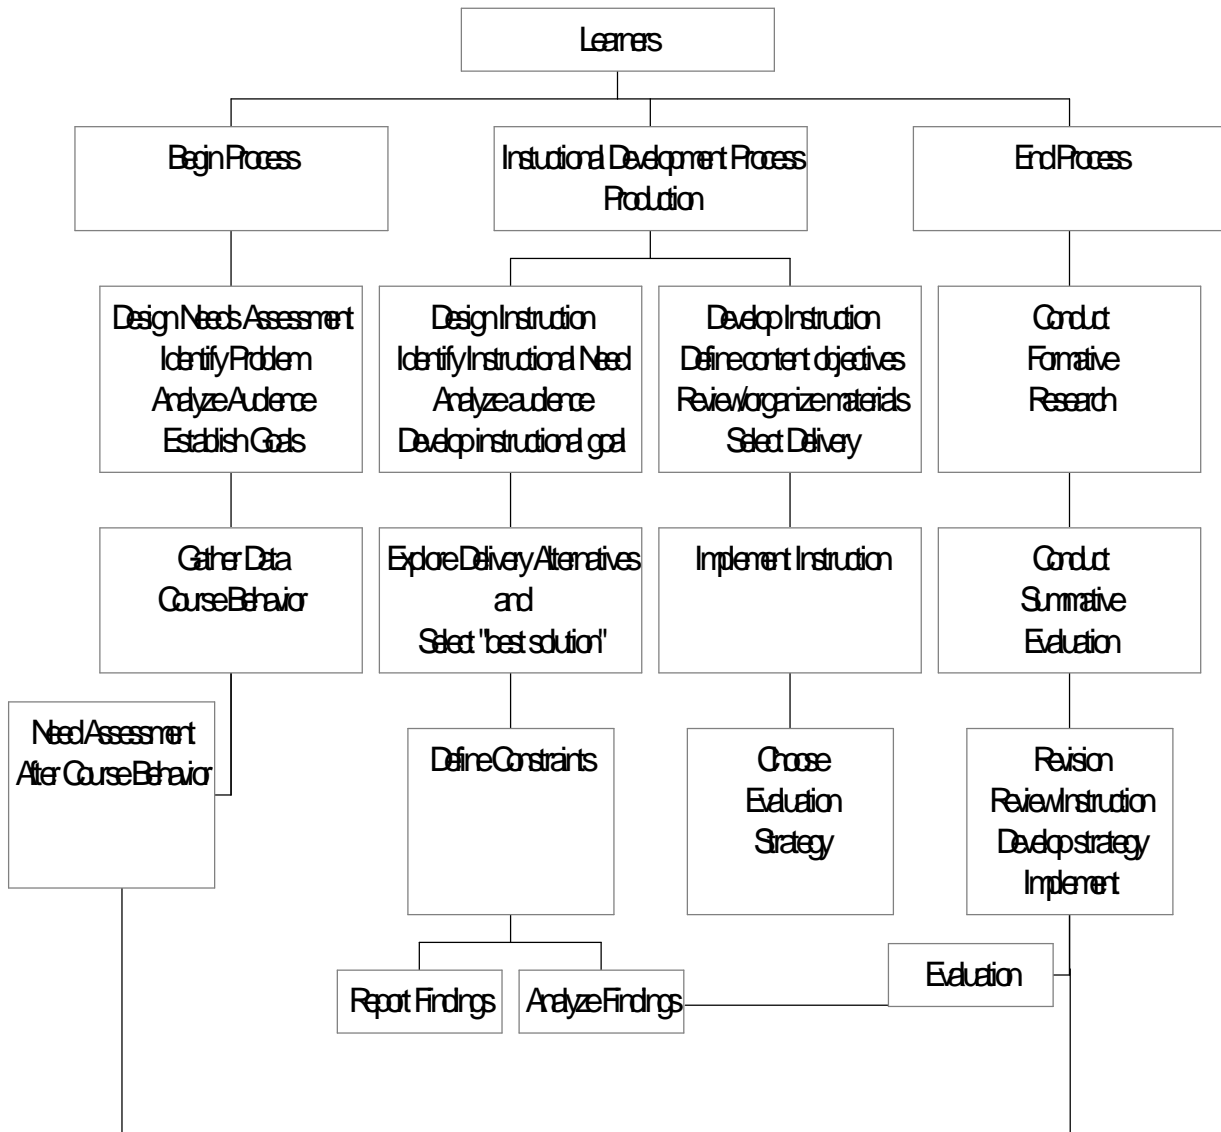 Learners
Begin Process
Instuctional Development Process
Production
End Process
Design Needs Assessment
Identify Problem
Analyze Audience
Establish Goals
Design Instruction
Identify Instructional Need
Analyze audience
Develop instructional goal
Develop Instruction
Define content objectives
Review/organize materials
Select Delivery
Conduct
Formative
Research
Gather Data
Course Behavior
Explore Delivery Alternatives
and
Select "best solution"
Implement Instruction
Conduct
Summative
Evaluation
Need Assessment
After Course Behavior
Define Constraints
Choose
Evaluation
Strategy
Revision
Review Instruction
Develop strategy
Implement
Report Findings
Analyze Findings
Evaluation